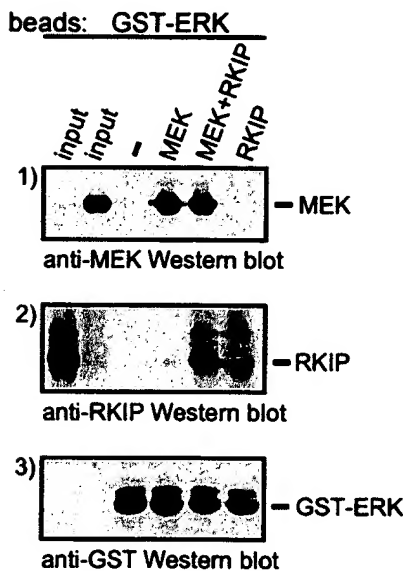 beads: GST-ERK
input input - MEK MEK+RKIP RKIP
1)
MEK
anti-MEK Western blot
2)
RKIP
anti-RKIP Western blot
3)
GST-ERK
anti-GST Western blot